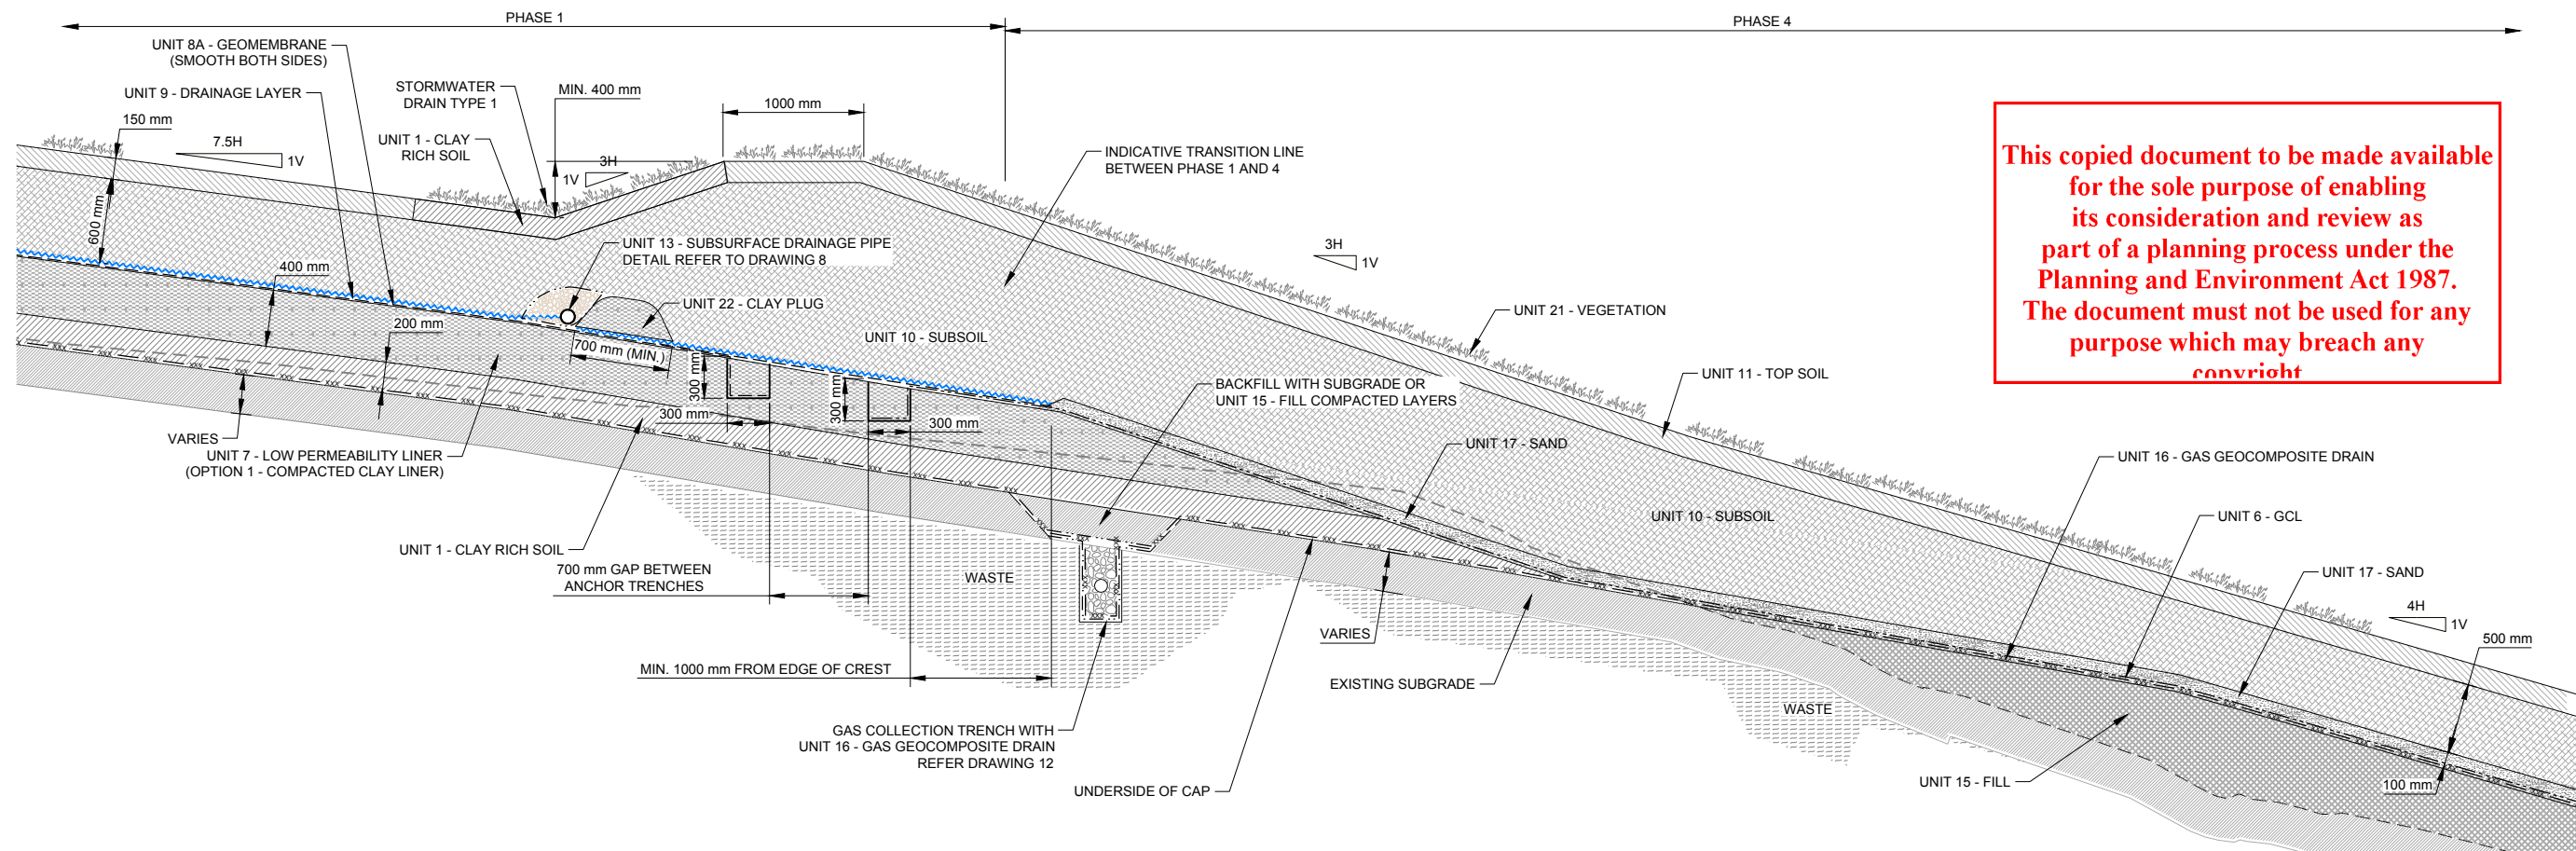 PHASE 1
PHASE 4
UNIT 8A - GEOMEMBRANE
(SMOOTH BOTH SIDES)
UNIT 9 - DRAINAGE LAYER
STORMWATER
DRAIN TYPE 1
MIN. 400 mm
1000 mm
150 mm
7.5H
1V
UNIT 1 - CLAY
RICH SOIL
3H
1V
INDICATIVE TRANSITION LINE
BETWEEN PHASE 1 AND 4
This copied document to be made available
for the sole purpose of enabling
its consideration and review as
part of a planning process under the
Planning and Environment Act 1987.
The document must not be used for any
purpose which may breach any
copyright
600 mm
UNIT 13 - SUBSURFACE DRAINAGE PIPE
DETAIL REFER TO DRAWING 8
3H
1V
400 mm
UNIT 22 - CLAY PLUG
200 mm
UNIT 10 - SUBSOIL
UNIT 21 - VEGETATION
700 mm (MIN.)
300 mm
300 mm
300 mm
300 mm
BACKFILL WITH SUBGRADE OR
UNIT 15 - FILL COMPACTED LAYERS
UNIT 11 - TOP SOIL
VARIES
UNIT 7 - LOW PERMEABILITY LINER
(OPTION 1 - COMPACTED CLAY LINER)
UNIT 17 - SAND
UNIT 16 - GAS GEOCOMPOSITE DRAIN
UNIT 10 - SUBSOIL
UNIT 6 - GCL
UNIT 1 - CLAY RICH SOIL
700 mm GAP BETWEEN
ANCHOR TRENCHES
WASTE
UNIT 17 - SAND
4H
1V
500 mm
VARIES
MIN. 1000 mm FROM EDGE OF CREST
EXISTING SUBGRADE
WASTE
GAS COLLECTION TRENCH WITH
UNIT 16 - GAS GEOCOMPOSITE DRAIN
REFER DRAWING 12
UNDERSIDE OF CAP
UNIT 15 - FILL
100 mm